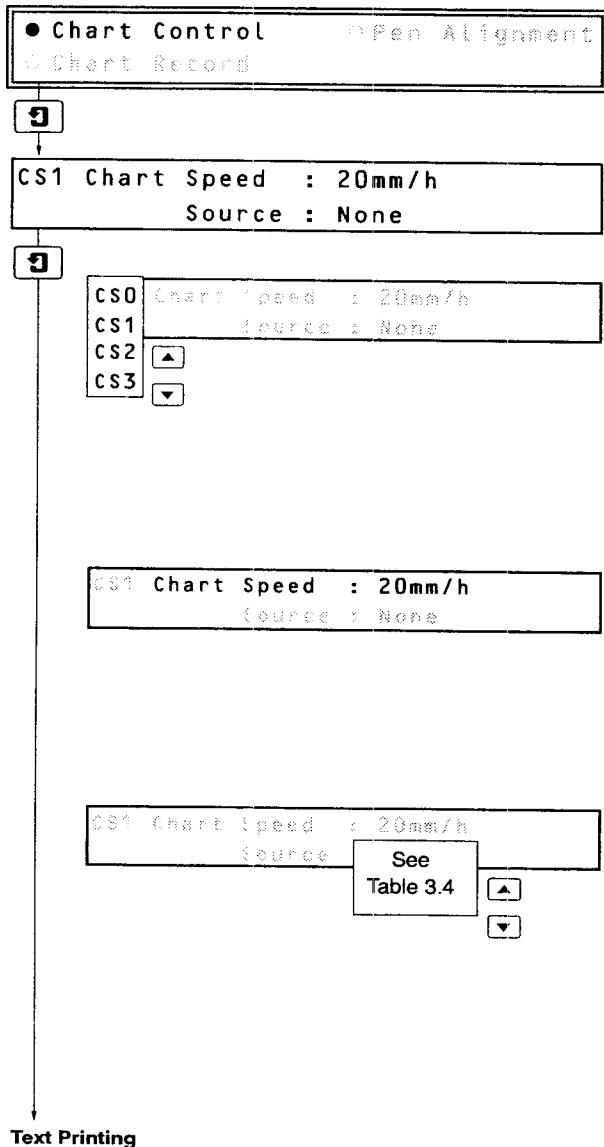 ● Chart Control ○ Pen Alignment
○ Chart Record
CS1 Chart Speed : 20mm/h
Source : None
CS0 Chart Speed : 20mm/h
CS1 Source : None
CS2
CS3
CS1 Chart Speed : 20mm/h
Source : None
CS1 Chart Speed : 20mm/h
Source
See
Table 3.4
Text Printing